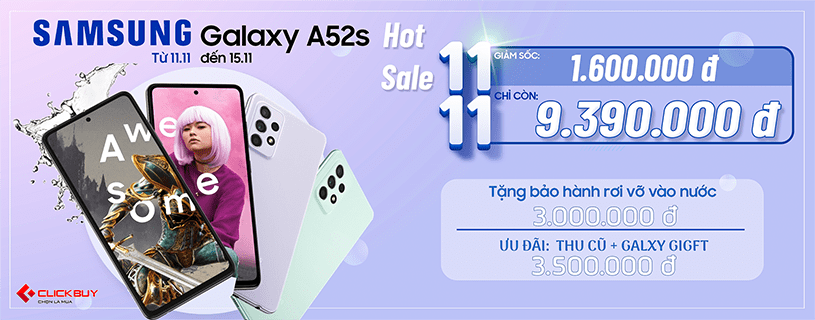 SAMSUNG Galaxy A52s
Từ 11.11 đến 15.11
Hot
Sale
11
11
GIẢM SỐC:
1.600.000 đ
CHỈ CÒN:
9.390.000 đ
Awe
some
Tặng bảo hành rơi vỡ vào nước
3.000.000 đ
ƯU ĐÃI: THU CŨ + GALXY GIGFT
3.500.000 đ
CLICKBUY
CHỌN LÀ MUA